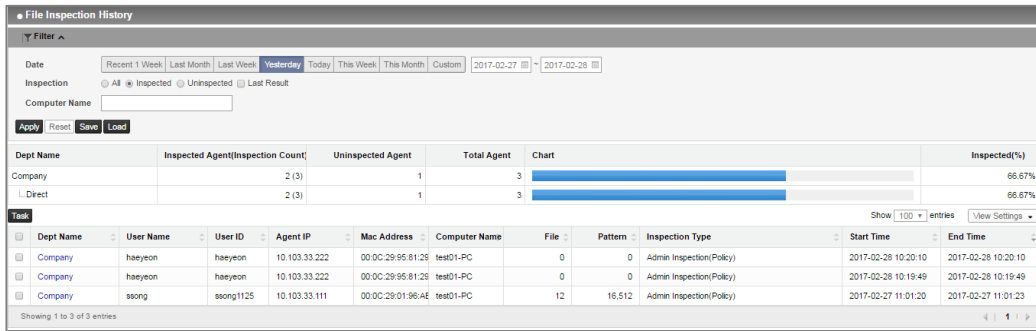 File Inspection History
Filter
Date Recent 1 Week Last Month Last Week Yesterday Today This Week This Month Custom 2017-02-27 ~ 2017-02-28
Inspection All Inspected Uninspected Last Result
Computer Name
Apply Reset Save Load
Dept Name Inspected Agent(Inspection Count) Uninspected Agent Total Agent Chart Inspected(%)
Company 2 (3) 1 3 66.67%
Direct 2 (3) 1 3 66.67%
Task Show 100 entries View Settings
Dept Name User Name User ID Agent IP Mac Address Computer Name File Pattern Inspection Type Start Time End Time
Company haeyeon haeyeon 10.103.33.222 00:0C:29:95:81:29 test01-PC 0 0 Admin Inspection(Policy) 2017-02-28 10:20:10 2017-02-28 10:20:10
Company haeyeon haeyeon 10.103.33.222 00:0C:29:95:81:29 test01-PC 0 0 Admin Inspection(Policy) 2017-02-28 10:19:49 2017-02-28 10:19:49
Company ssong ssong1125 10.103.33.111 00:0C:29:01:96:AE test01-PC 12 16,512 Admin Inspection(Policy) 2017-02-27 11:01:20 2017-02-27 11:01:23
Showing 1 to 3 of 3 entries 1